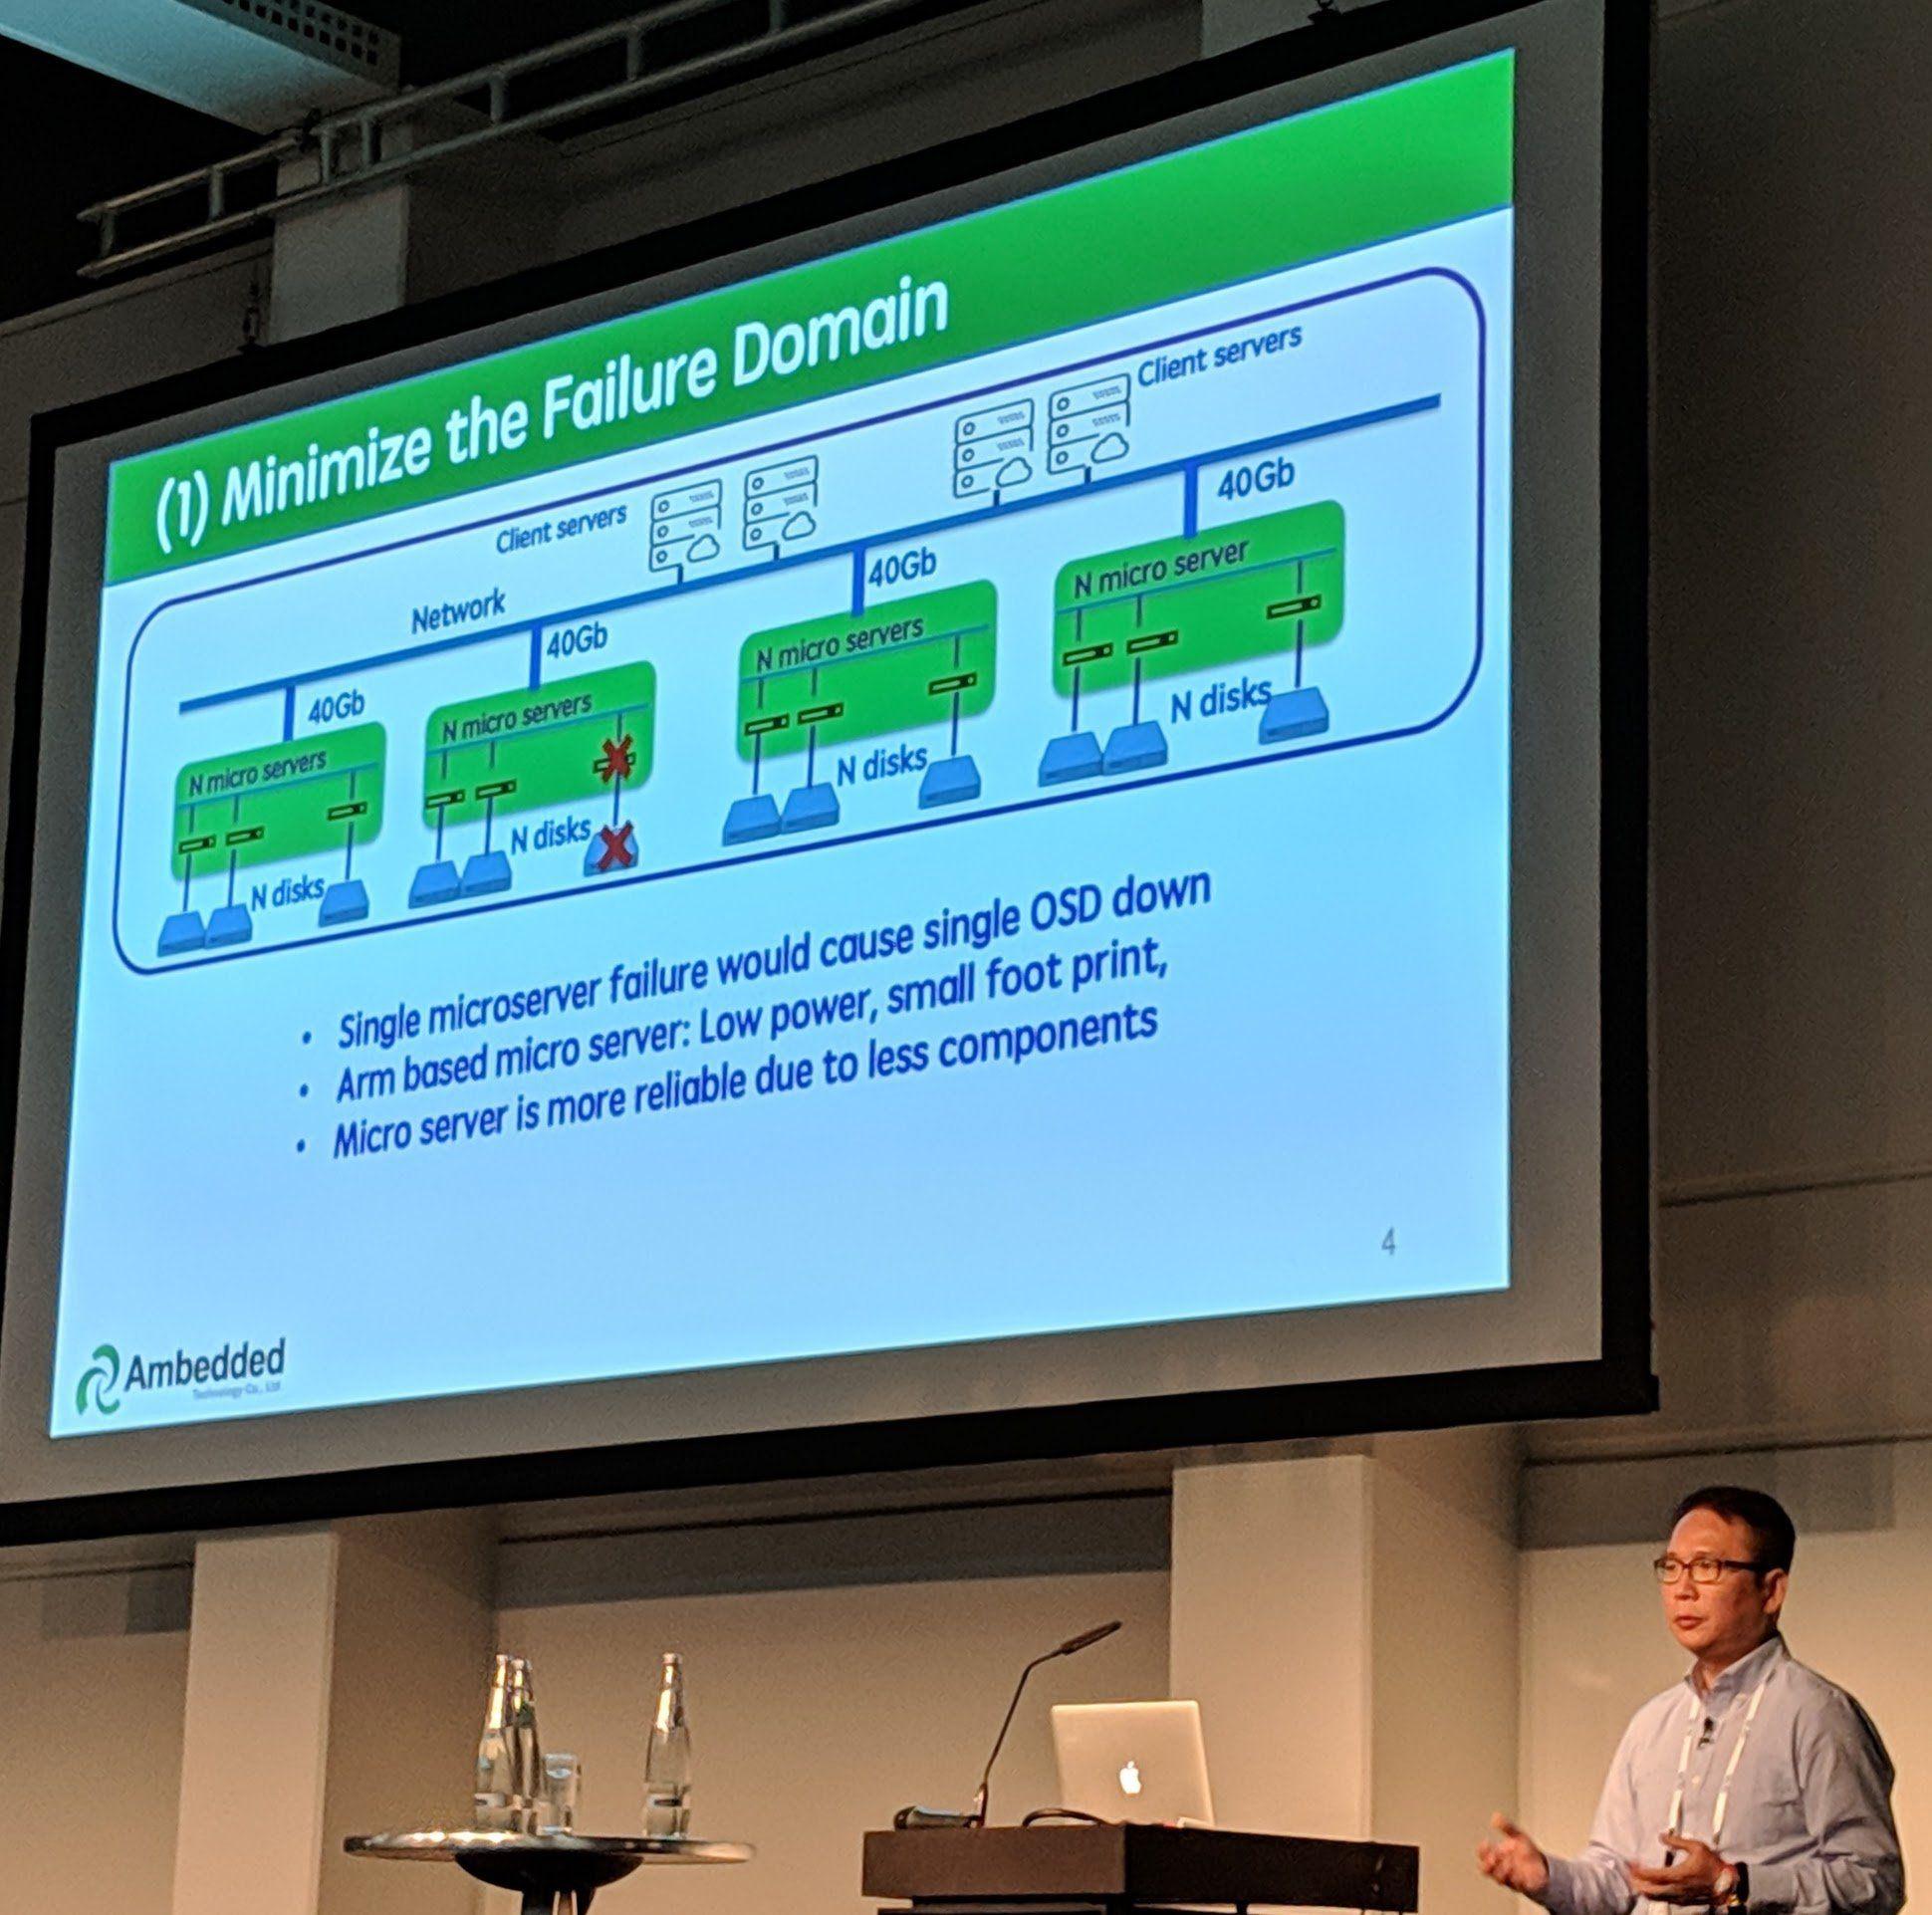 (1) Minimize the Failure Domain
Client servers
Client servers
Network
40Gb
40Gb
40Gb
40Gb
N micro servers
N micro servers
N micro servers
N micro server
N disks
N disks
N disks
N disks
• Single microserver failure would cause single OSD down
• Arm based micro server: Low power, small foot print,
• Micro server is more reliable due to less components
4
Ambedded
Technology Co., Ltd